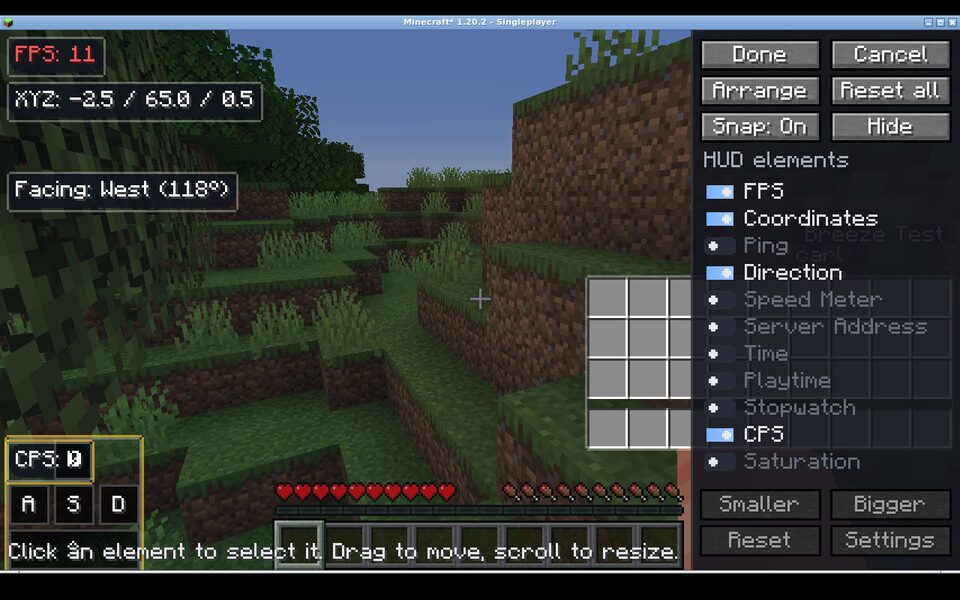 Minecraft* 1.20.2 - Singleplayer
FPS: 11
XYZ: -2.5 / 65.0 / 0.5
Facing: West (118°)
Done
Cancel
Arrange
Reset all
Snap: On
Hide
HUD elements
FPS
Coordinates
Ping
Direction
Speed Meter
Server Address
Time
Playtime
Stopwatch
CPS
Saturation
Breeze Test
Smaller
Bigger
Reset
Settings
CPS: 0
A S D
Click an element to select it. Drag to move, scroll to resize.